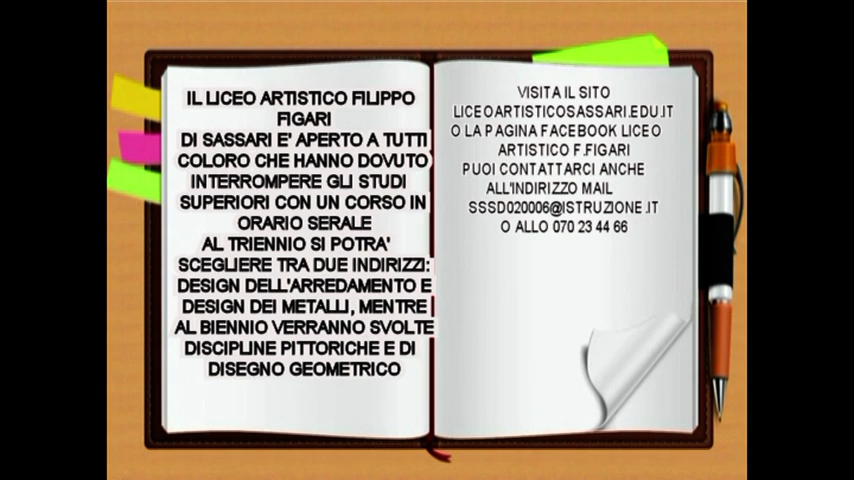 IL LICEO ARTISTICO FILIPPO
FIGARI
DI SASSARI E' APERTO A TUTTI
COLORO CHE HANNO DOVUTO
INTERROMPERE GLI STUDI
SUPERIORI CON UN CORSO IN
ORARIO SERALE
AL TRIENNIO SI POTRA'
SCEGLIERE TRA DUE INDIRIZZI:
DESIGN DELL'ARREDAMENTO E
DESIGN DEI METALLI, MENTRE
AL BIENNIO VERRANNO SVOLTE
DISCIPLINE PITTORICHE E DI
DISEGNO GEOMETRICO
VISITA IL SITO
LICEOARTISTICOSASSARI.EDU.IT
O LA PAGINA FACEBOOK LICEO
ARTISTICO F.FIGARI
PUOI CONTATTARCI ANCHE
ALL'INDIRIZZO MAIL
SSSD020006@ISTRUZIONE.IT
O ALLO 070 23 44 66